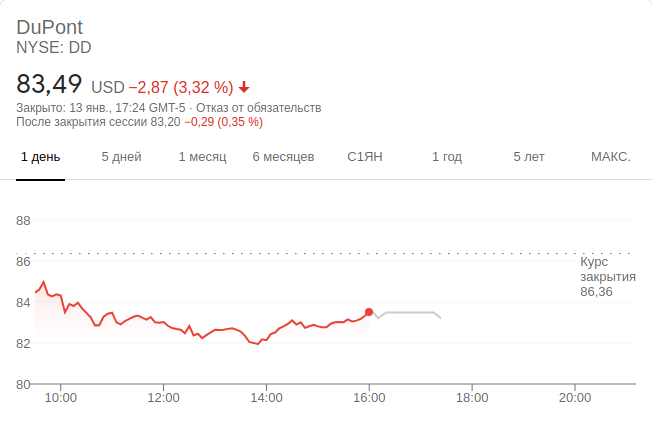 DuPont
NYSE: DD
83,49 USD −2,87 (3,32 %)
Закрыто: 13 янв., 17:24 GMT-5 · Отказ от обязательств
После закрытия сессии 83,20 −0,29 (0,35 %)
1 день 5 дней 1 месяц 6 месяцев С1ЯН 1 год 5 лет МАКС.
88
86
Курс
закрытия
86,36
84
82
80
10:00 12:00 14:00 16:00 18:00 20:00